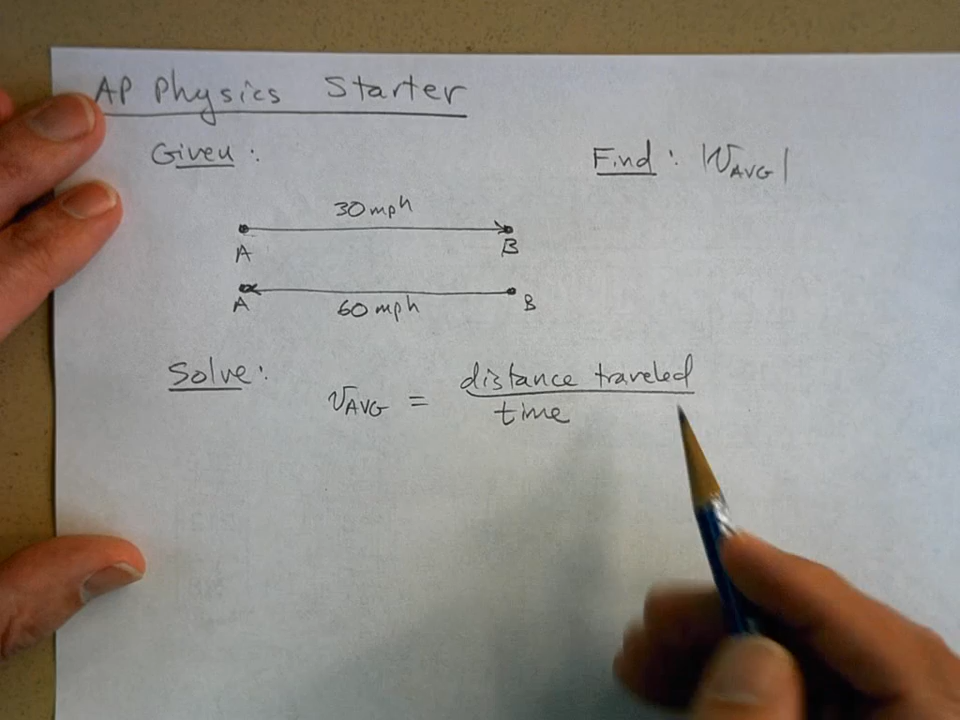 AP Physics Starter
Given :
Find : |VAVG|
30 mph
A B
A B
60 mph
Solve :
VAVG = distance traveled
time